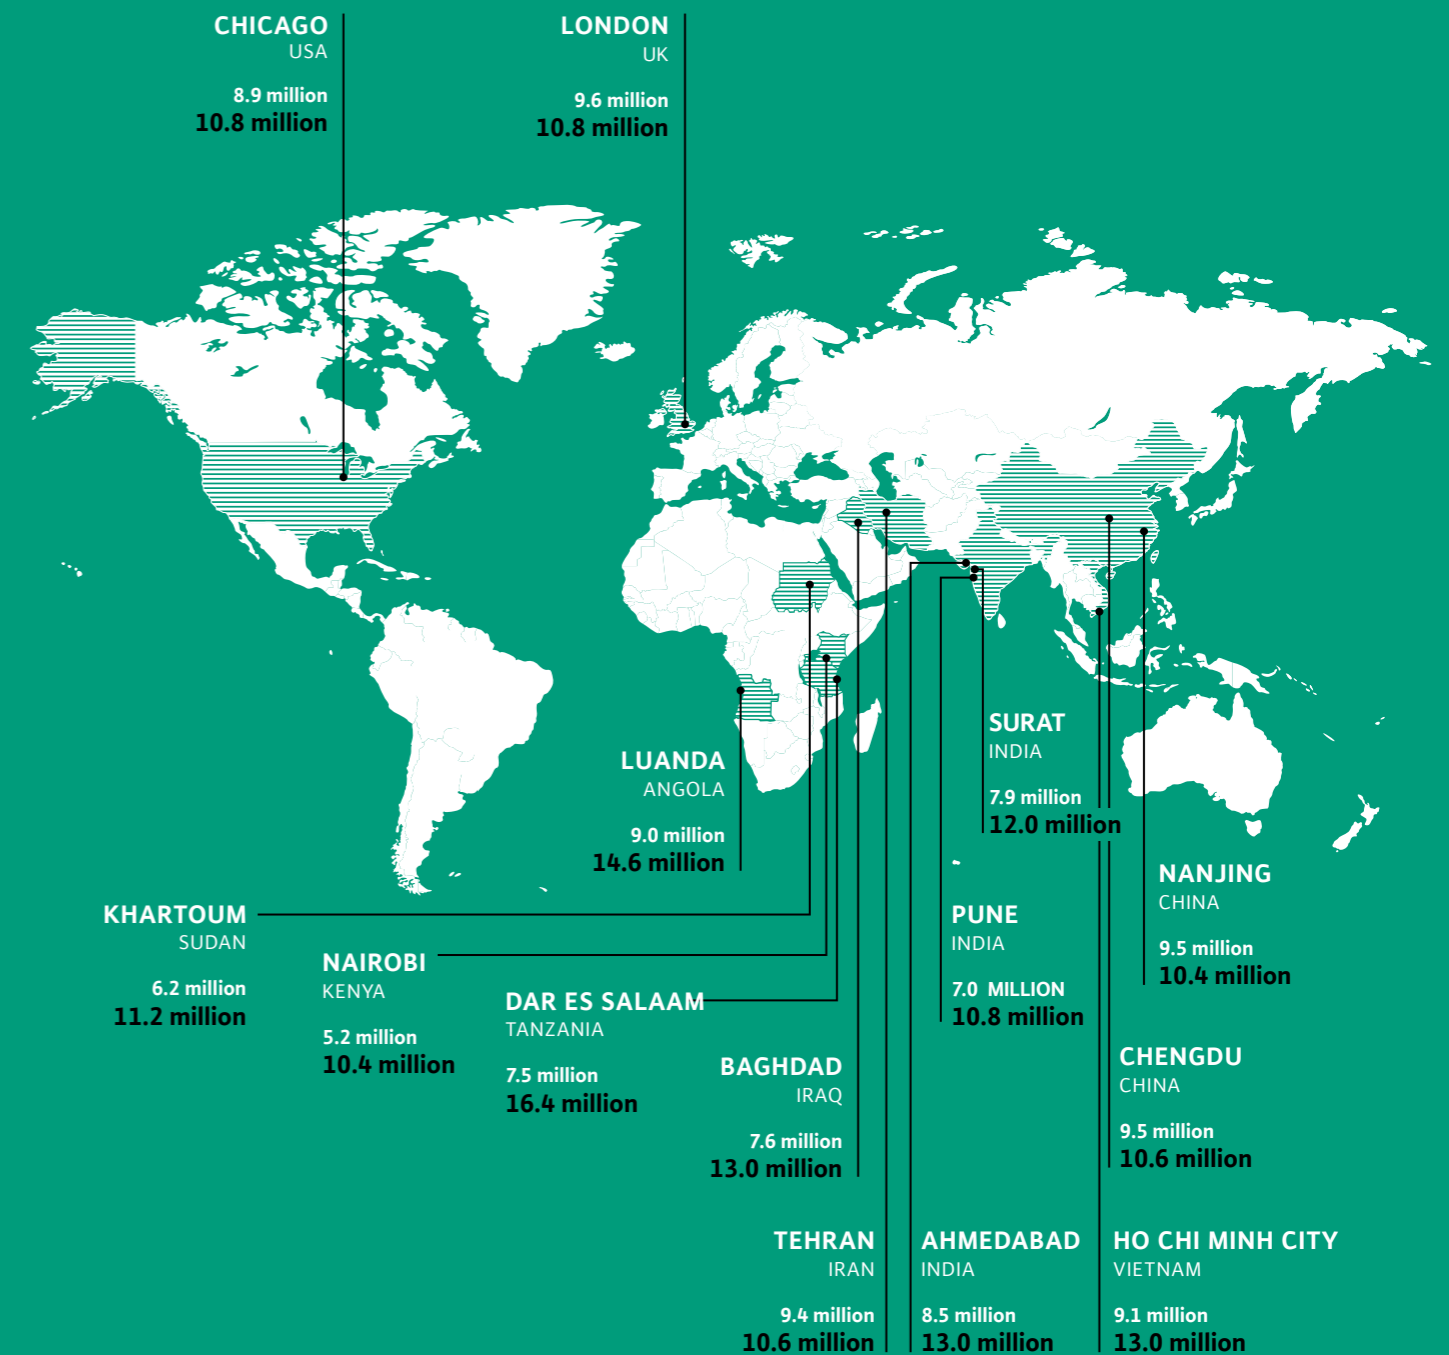 CHICAGO
USA
8.9 million
10.8 million
LONDON
UK
9.6 million
10.8 million
SURAT
INDIA
7.9 million
12.0 million
LUANDA
ANGOLA
9.0 million
14.6 million
NANJING
CHINA
9.5 million
10.4 million
KHARTOUM
SUDAN
6.2 million
11.2 million
NAIROBI
KENYA
5.2 million
10.4 million
DAR ES SALAAM
TANZANIA
7.5 million
16.4 million
PUNE
INDIA
7.0 MILLION
10.8 million
BAGHDAD
IRAQ
7.6 million
13.0 million
CHENGDU
CHINA
9.5 million
10.6 million
TEHRAN
IRAN
9.4 million
10.6 million
AHMEDABAD
INDIA
8.5 million
13.0 million
HO CHI MINH CITY
VIETNAM
9.1 million
13.0 million